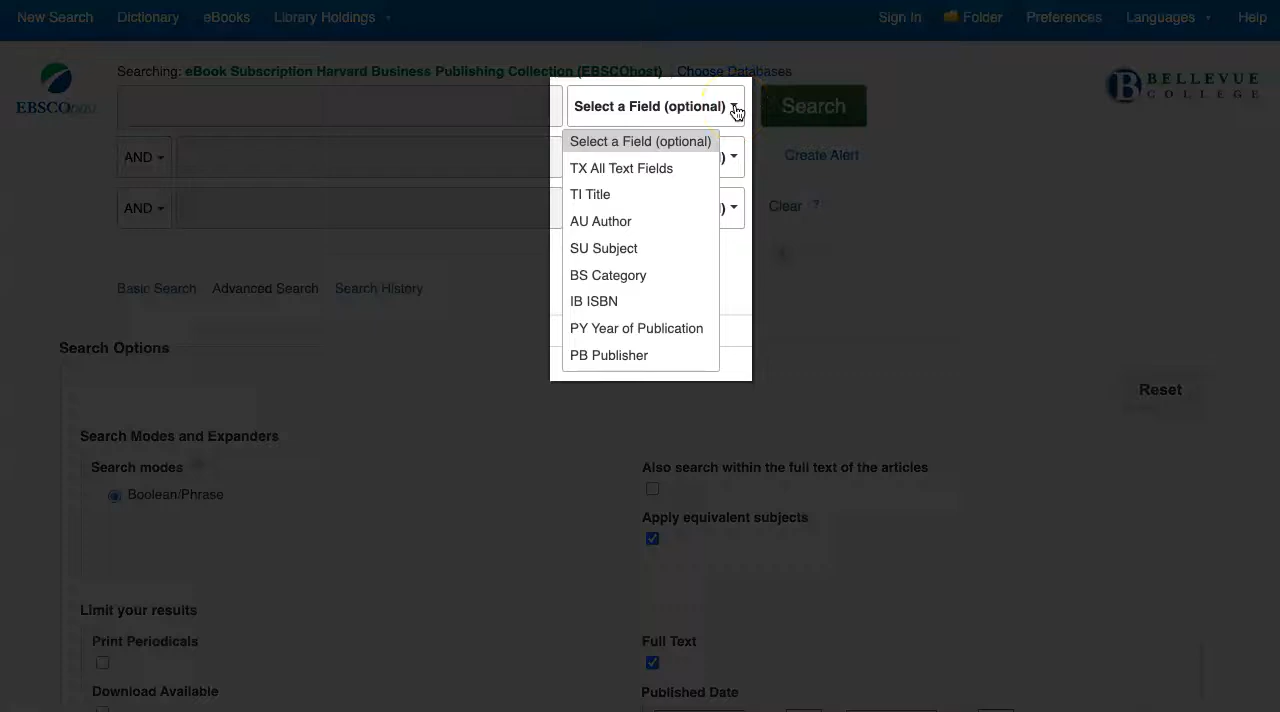 New Search Dictionary eBooks Library Holdings Sign In Folder Preferences Languages Help
Searching: eBook Subscription Harvard Business Publishing Collection (EBSCOhost) Choose Databases
EBSCOhost
BELLEVUE
COLLEGE
Select a Field (optional)
Search
Select a Field (optional)
AND
)
Create Alert
TX All Text Fields
TI Title
AND
)
Clear ?
AU Author
SU Subject
BS Category
Basic Search Advanced Search Search History
IB ISBN
PY Year of Publication
Search Options
PB Publisher
Reset
Search Modes and Expanders
Search modes
Boolean/Phrase
Also search within the full text of the articles
Apply equivalent subjects
Limit your results
Print Periodicals
Full Text
Download Available
Published Date